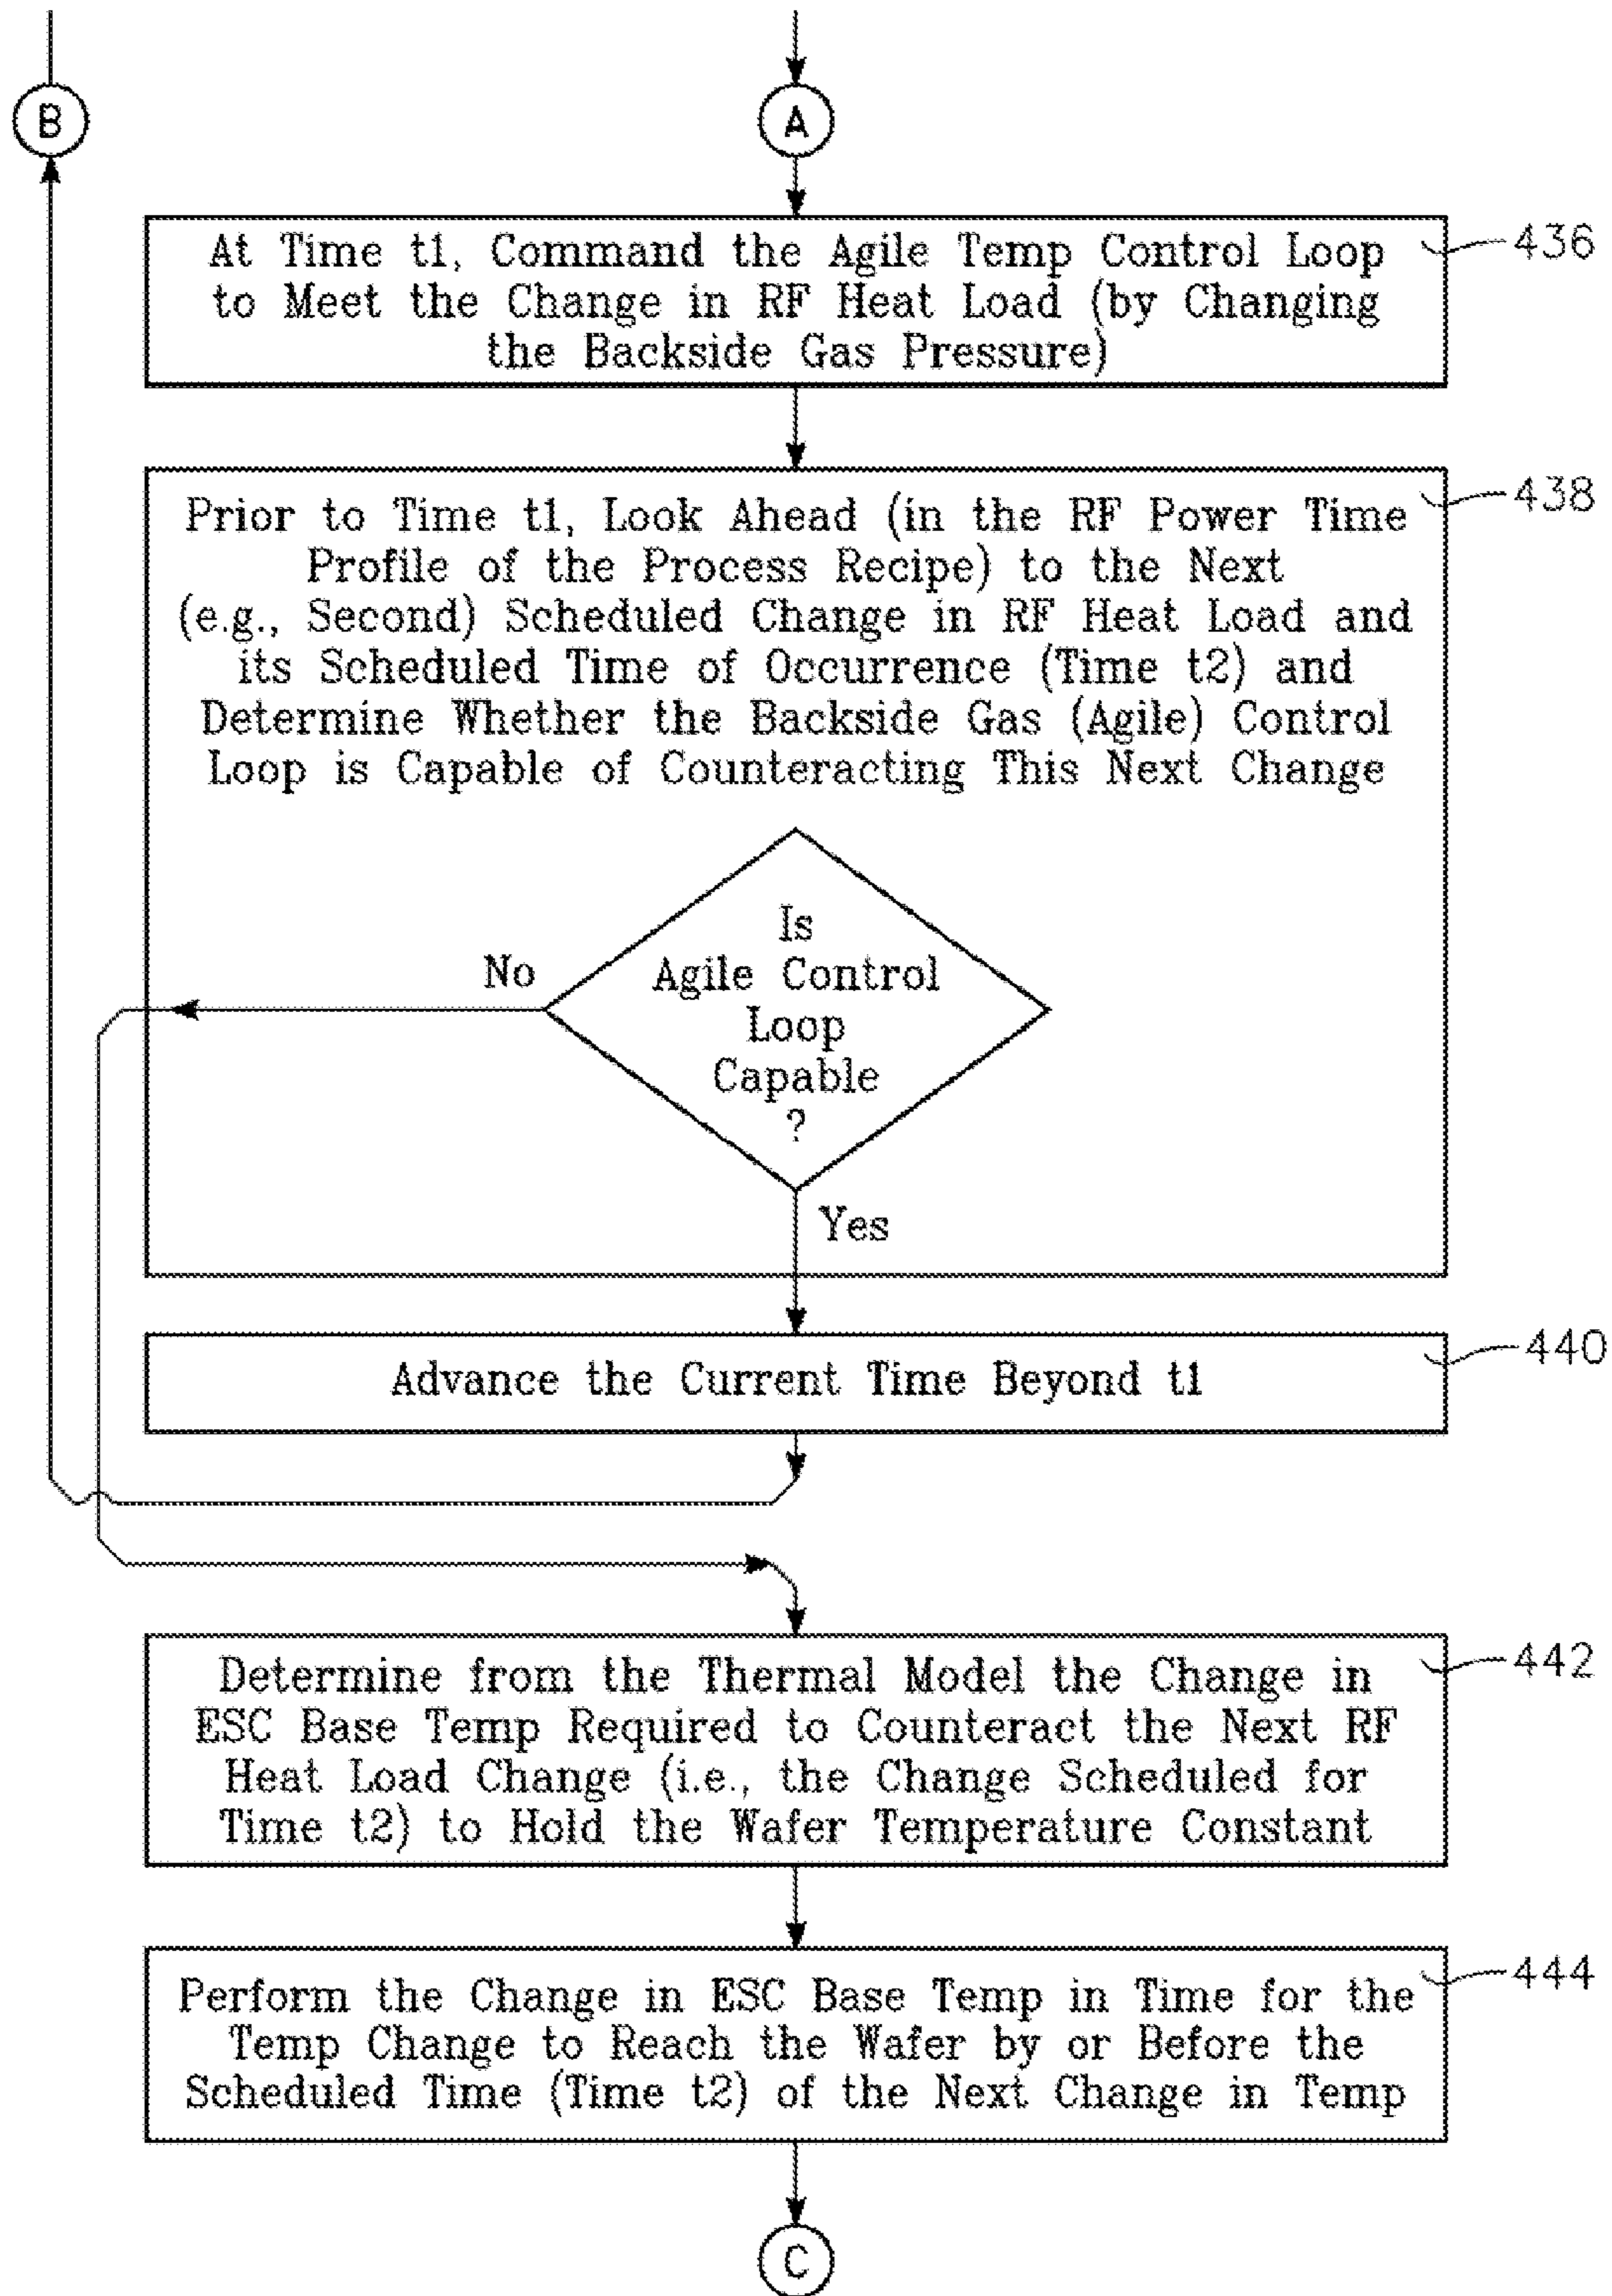 B
A
At Time t1, Command the Agile Temp Control Loop
to Meet the Change in RF Heat Load (by Changing
the Backside Gas Pressure)
436
Prior to Time t1, Look Ahead (in the RF Power Time
Profile of the Process Recipe) to the Next
(e.g., Second) Scheduled Change in RF Heat Load and
its Scheduled Time of Occurrence (Time t2) and
Determine Whether the Backside Gas (Agile) Control
Loop is Capable of Counteracting This Next Change
438
Is
Agile Control
Loop
Capable
?
No
Yes
Advance the Current Time Beyond t1
440
Determine from the Thermal Model the Change in
ESC Base Temp Required to Counteract the Next RF
Heat Load Change (i.e., the Change Scheduled for
Time t2) to Hold the Wafer Temperature Constant
442
Perform the Change in ESC Base Temp in Time for the
Temp Change to Reach the Wafer by or Before the
Scheduled Time (Time t2) of the Next Change in Temp
444
C